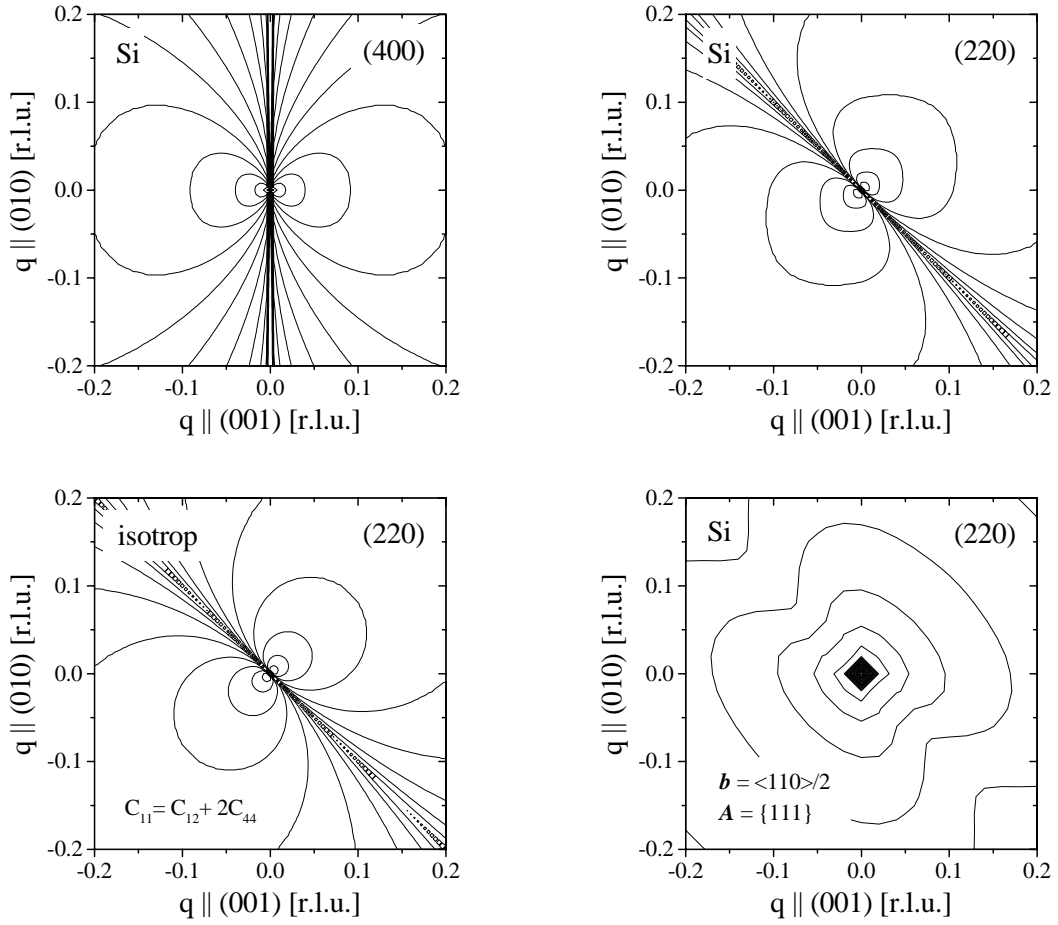 Si (400)
0.2
0.1
0.0
-0.1
-0.2
-0.2 -0.1 0.0 0.1 0.2
q || (010) [r.l.u.]
q || (001) [r.l.u.]
Si (220)
0.2
0.1
0.0
-0.1
-0.2
-0.2 -0.1 0.0 0.1 0.2
q || (010) [r.l.u.]
q || (001) [r.l.u.]
isotrop (220)
0.2
0.1
0.0
-0.1
-0.2
C₁₁= C₁₂+ 2C₄₄
-0.2 -0.1 0.0 0.1 0.2
q || (010) [r.l.u.]
q || (001) [r.l.u.]
Si (220)
0.2
0.1
0.0
-0.1
-0.2
b = <110>/2
A = {111}
-0.2 -0.1 0.0 0.1 0.2
q || (010) [r.l.u.]
q || (001) [r.l.u.]